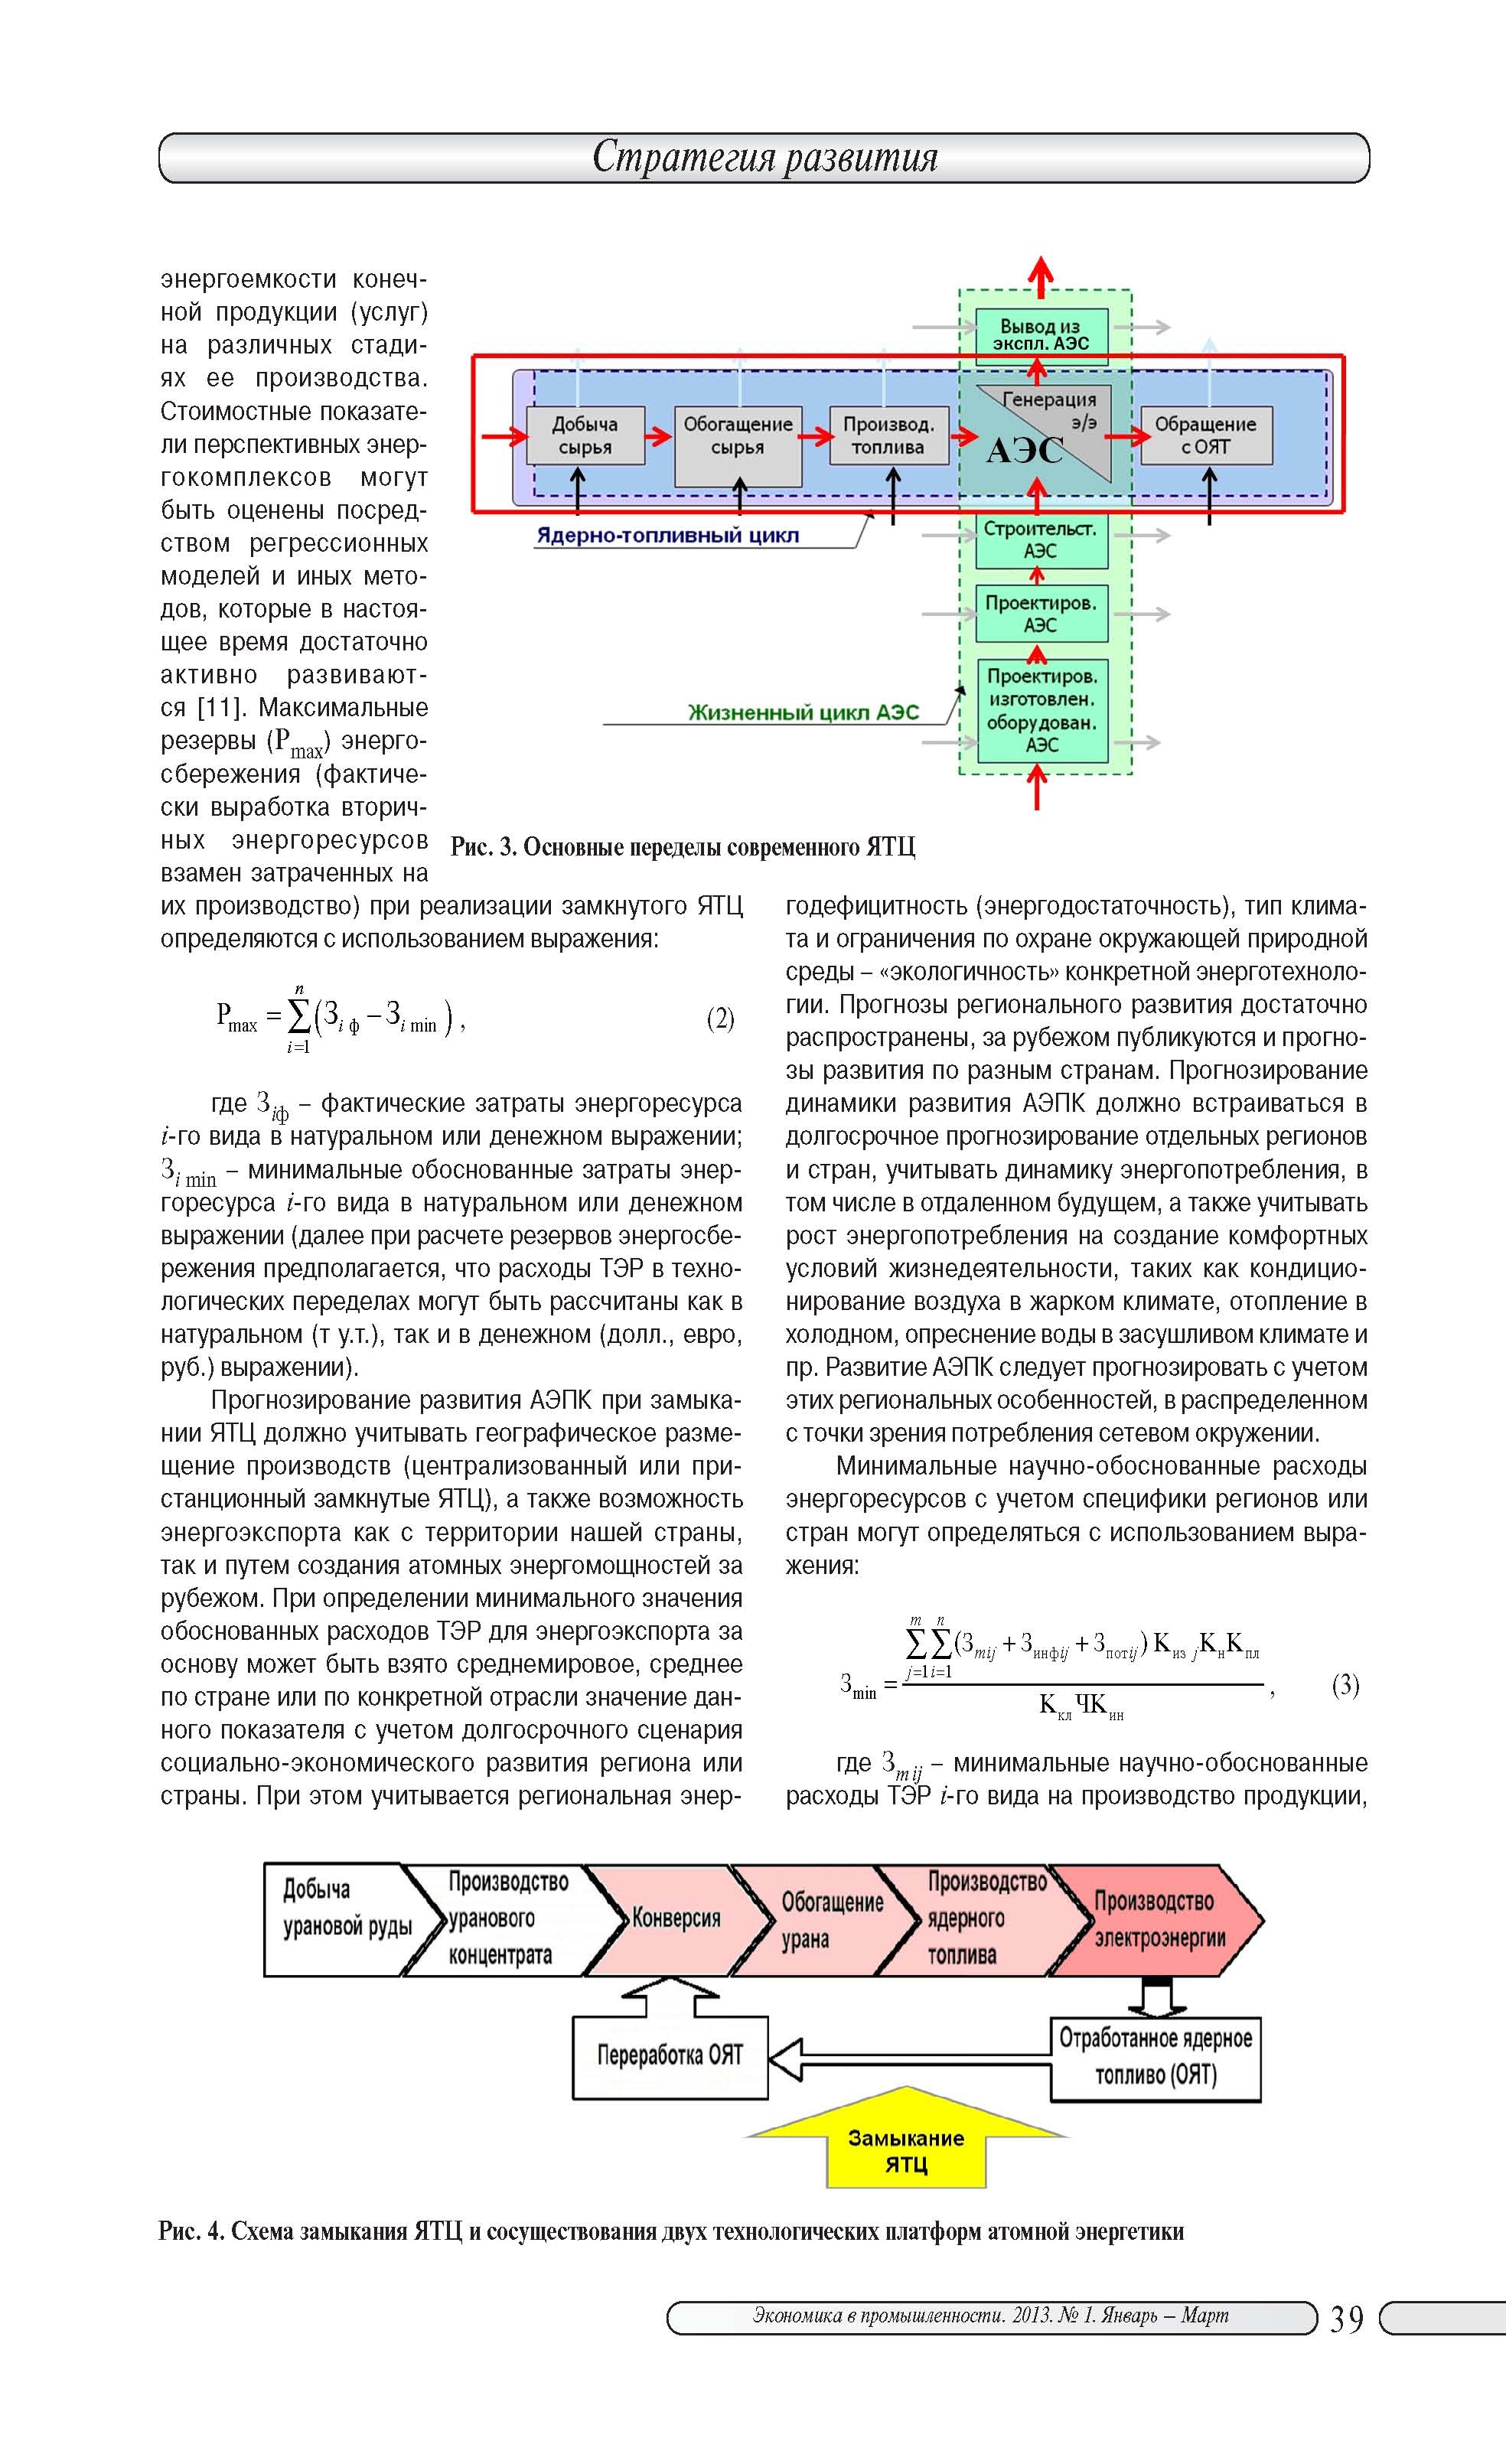 Стратегия развития
энергоемкости конеч-
ной продукции (услуг)
на различных стади-
ях ее производства.
Стоимостные показате-
ли перспективных энер-
гокомплексов могут
быть оценены посред-
ством регрессионных
моделей и иных мето-
дов, которые в настоя-
щее время достаточно
активно развивают-
ся [11]. Максимальные
резервы (Pmax) энерго-
сбережения (фактиче-
ски выработка вторич-
ных энергоресурсов
взамен затраченных на
их производство) при реализации замкнутого ЯТЦ
определяются с использованием выражения:
Pmax = ∑(З i ф – З i min ) , (2)
n
i=1
где Зiф – фактические затраты энергоресурса
i-го вида в натуральном или денежном выражении;
Зi min – минимальные обоснованные затраты энер-
горесурса i-го вида в натуральном или денежном
выражении (далее при расчете резервов энергосбе-
режения предполагается, что расходы ТЭР в техно-
логических переделах могут быть рассчитаны как в
натуральном (т у.т.), так и в денежном (долл., евро,
руб.) выражении).
Прогнозирование развития АЭПК при замыка-
нии ЯТЦ должно учитывать географическое разме-
щение производств (централизованный или при-
станционный замкнутые ЯТЦ), а также возможность
энергоэкспорта как с территории нашей страны,
так и путем создания атомных энергомощностей за
рубежом. При определении минимального значения
обоснованных расходов ТЭР для энергоэкспорта за
основу может быть взято среднемировое, среднее
по стране или по конкретной отрасли значение дан-
ного показателя с учетом долгосрочного сценария
социально-экономического развития региона или
страны. При этом учитывается региональная энер-
Вывод из
экспл. АЭС
Добыча
сырья
Обогащение
сырья
Производ.
топлива
Генерация
э/э
АЭС
Обращение
с ОЯТ
Ядерно-топливный цикл
Строительст.
АЭС
Проектиров.
АЭС
Проектиров.
изготовлен.
оборудован.
АЭС
Жизненный цикл АЭС
Рис. 3. Основные переделы современного ЯТЦ
годефицитность (энергодостаточность), тип клима-
та и ограничения по охране окружающей природной
среды – «экологичность» конкретной энерготехноло-
гии. Прогнозы регионального развития достаточно
распространены, за рубежом публикуются и прогно-
зы развития по разным странам. Прогнозирование
динамики развития АЭПК должно встраиваться в
долгосрочное прогнозирование отдельных регионов
и стран, учитывать динамику энергопотребления, в
том числе в отдаленном будущем, а также учитывать
рост энергопотребления на создание комфортных
условий жизнедеятельности, таких как кондицио-
нирование воздуха в жарком климате, отопление в
холодном, опреснение воды в засушливом климате и
пр. Развитие АЭПК следует прогнозировать с учетом
этих региональных особенностей, в распределенном
с точки зрения потребления сетевом окружении.
Минимальные научно-обоснованные расходы
энергоресурсов с учетом специфики регионов или
стран могут определяться с использованием выра-
жения:
m n
∑∑(Зmij + Зинфij + Зпотij) Kиз jKнKпл
j=1 i=1
Зmin = , (3)
Kкл ЧKин
где Зm ij – минимальные научно-обоснованные
расходы ТЭР i-го вида на производство продукции,
Добыча
урановой руды
Производство
уранового
концентрата
Конверсия
Обогащение
урана
Производство
ядерного
топлива
Производство
электроэнергии
Переработка ОЯТ
Отработанное ядерное
топливо (ОЯТ)
Замыкание
ЯТЦ
Рис. 4. Схема замыкания ЯТЦ и сосуществования двух технологических платформ атомной энергетики
Экономика в промышленности. 2013. № 1. Январь – Март 39